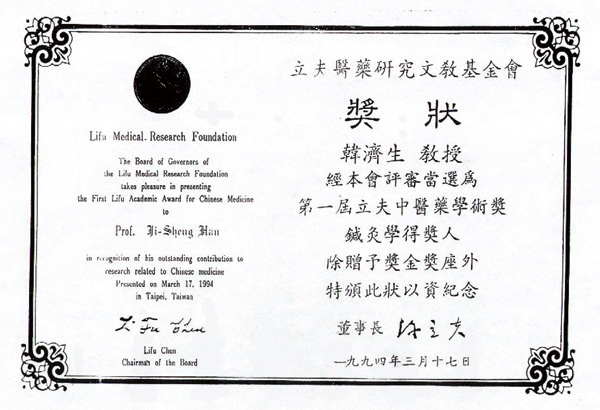 Lifu Medical Research Foundation
The Board of Governors of
the Lifu Medical Research Foundation
takes pleasure in presenting
the First Lifu Academic Award for Chinese Medicine
to
Prof. Ji-Sheng Han
in recognition of his outstanding contribution to
research related to Chinese medicine
Presented on March 17, 1994
in Taipei, Taiwan
Li Fu Chen
Lifu Chen
Chairman of the Board
立夫醫藥研究文教基金會
獎狀
韓濟生 教授
經本會評審當選為
第一屆立夫中醫藥學術獎
鍼灸學得獎人
除贈予獎金獎座外
特頒此狀以資紀念
董事長 陳立夫
一九九四年三月十七日